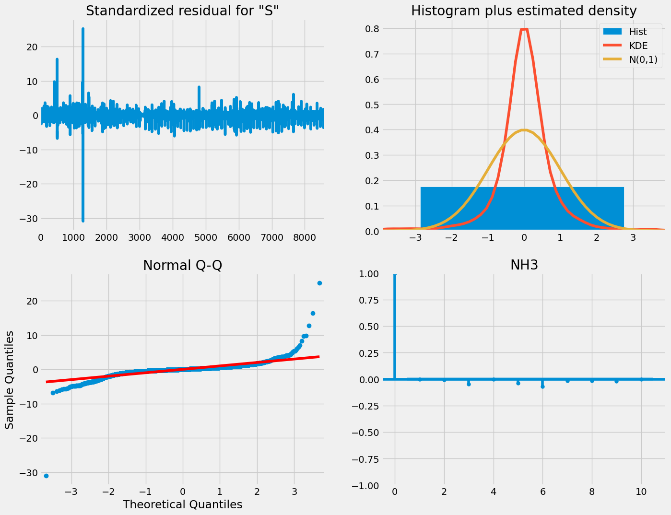 Standardized residual for "S"
20
10
0
−10
−20
−30
0 1000 2000 3000 4000 5000 6000 7000 8000
Histogram plus estimated density
Hist
KDE
N(0,1)
0.8
0.7
0.6
0.5
0.4
0.3
0.2
0.1
0.0
−3 −2 −1 0 1 2 3
Normal Q-Q
Sample Quantiles
20
10
0
−10
−20
−30
−3 −2 −1 0 1 2 3
Theoretical Quantiles
NH3
1.00
0.75
0.50
0.25
0.00
−0.25
−0.50
−0.75
−1.00
0 2 4 6 8 10